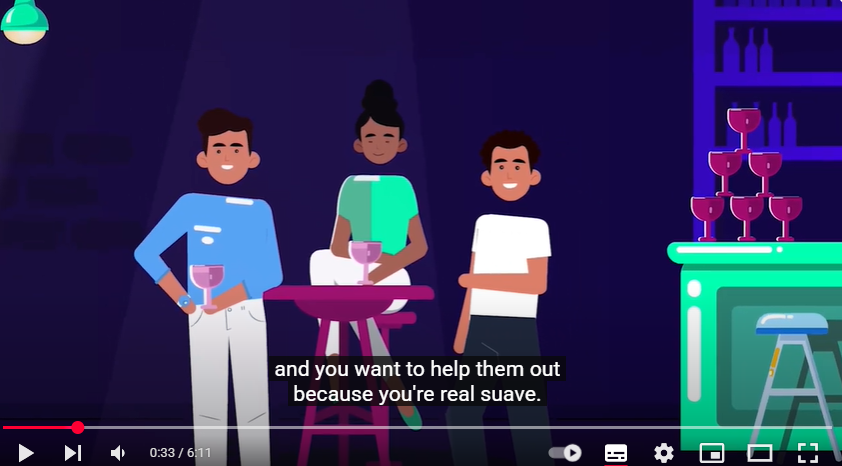 and you want to help them out
because you're real suave.
0:33 / 6:11